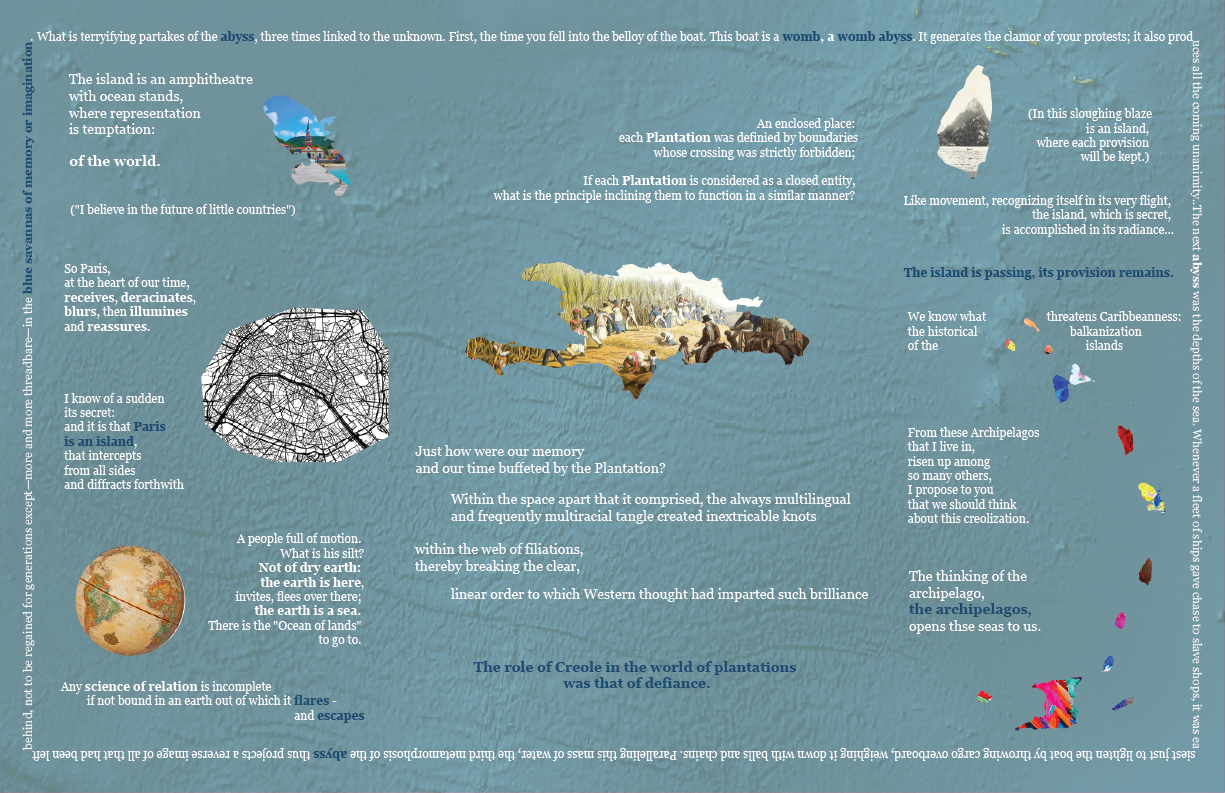 . What is terryifying partakes of the abyss, three times linked to the unknown. First, the time you fell into the belloy of the boat. This boat is a womb, a womb abyss. It generates the clamor of your protests; it also prod
uces all the coming unanimity. The next abyss was the depths of the sea. Whenever a fleet of ships gave chase to slave shops, it was ea
siest just to lighten the boat by throwing cargo overboard, weighing it down with balls and chains. Paralleling this mass of water, the third metamorphosis of the abyss thus projects a reverse image of all that had been left
behind, not to be regained for generations except—more and more threadbare—in the blue savannas of memory or imagination
The island is an amphitheatre
with ocean stands,
where representation
is temptation:
of the world.
("I believe in the future of little countries")
So Paris,
at the heart of our time,
receives, deracinates,
blurs, then illumines
and reassures.
I know of a sudden
its secret:
and it is that Paris
is an island,
that intercepts
from all sides
and diffracts forthwith
A people full of motion.
What is his silt?
Not of dry earth:
the earth is here,
invites, flees over there;
the earth is a sea.
There is the "Ocean of lands"
to go to.
Any science of relation is incomplete
if not bound in an earth out of which it flares -
and escapes
An enclosed place:
each Plantation was definied by boundaries
whose crossing was strictly forbidden;
If each Plantation is considered as a closed entity,
what is the principle inclining them to function in a similar manner?
Just how were our memory
and our time buffeted by the Plantation?
Within the space apart that it comprised, the always multilingual
and frequently multiracial tangle created inextricable knots
within the web of filiations,
thereby breaking the clear,
linear order to which Western thought had imparted such brilliance
The role of Creole in the world of plantations
was that of defiance.
(In this sloughing blaze
is an island,
where each provision
will be kept.)
Like movement, recognizing itself in its very flight,
the island, which is secret,
is accomplished in its radiance...
The island is passing, its provision remains.
We know what threatens Caribbeanness:
the historical balkanization
of the islands
From these Archipelagos
that I live in,
risen up among
so many others,
I propose to you
that we should think
about this creolization.
The thinking of the
archipelago,
the archipelagos,
opens thse seas to us.